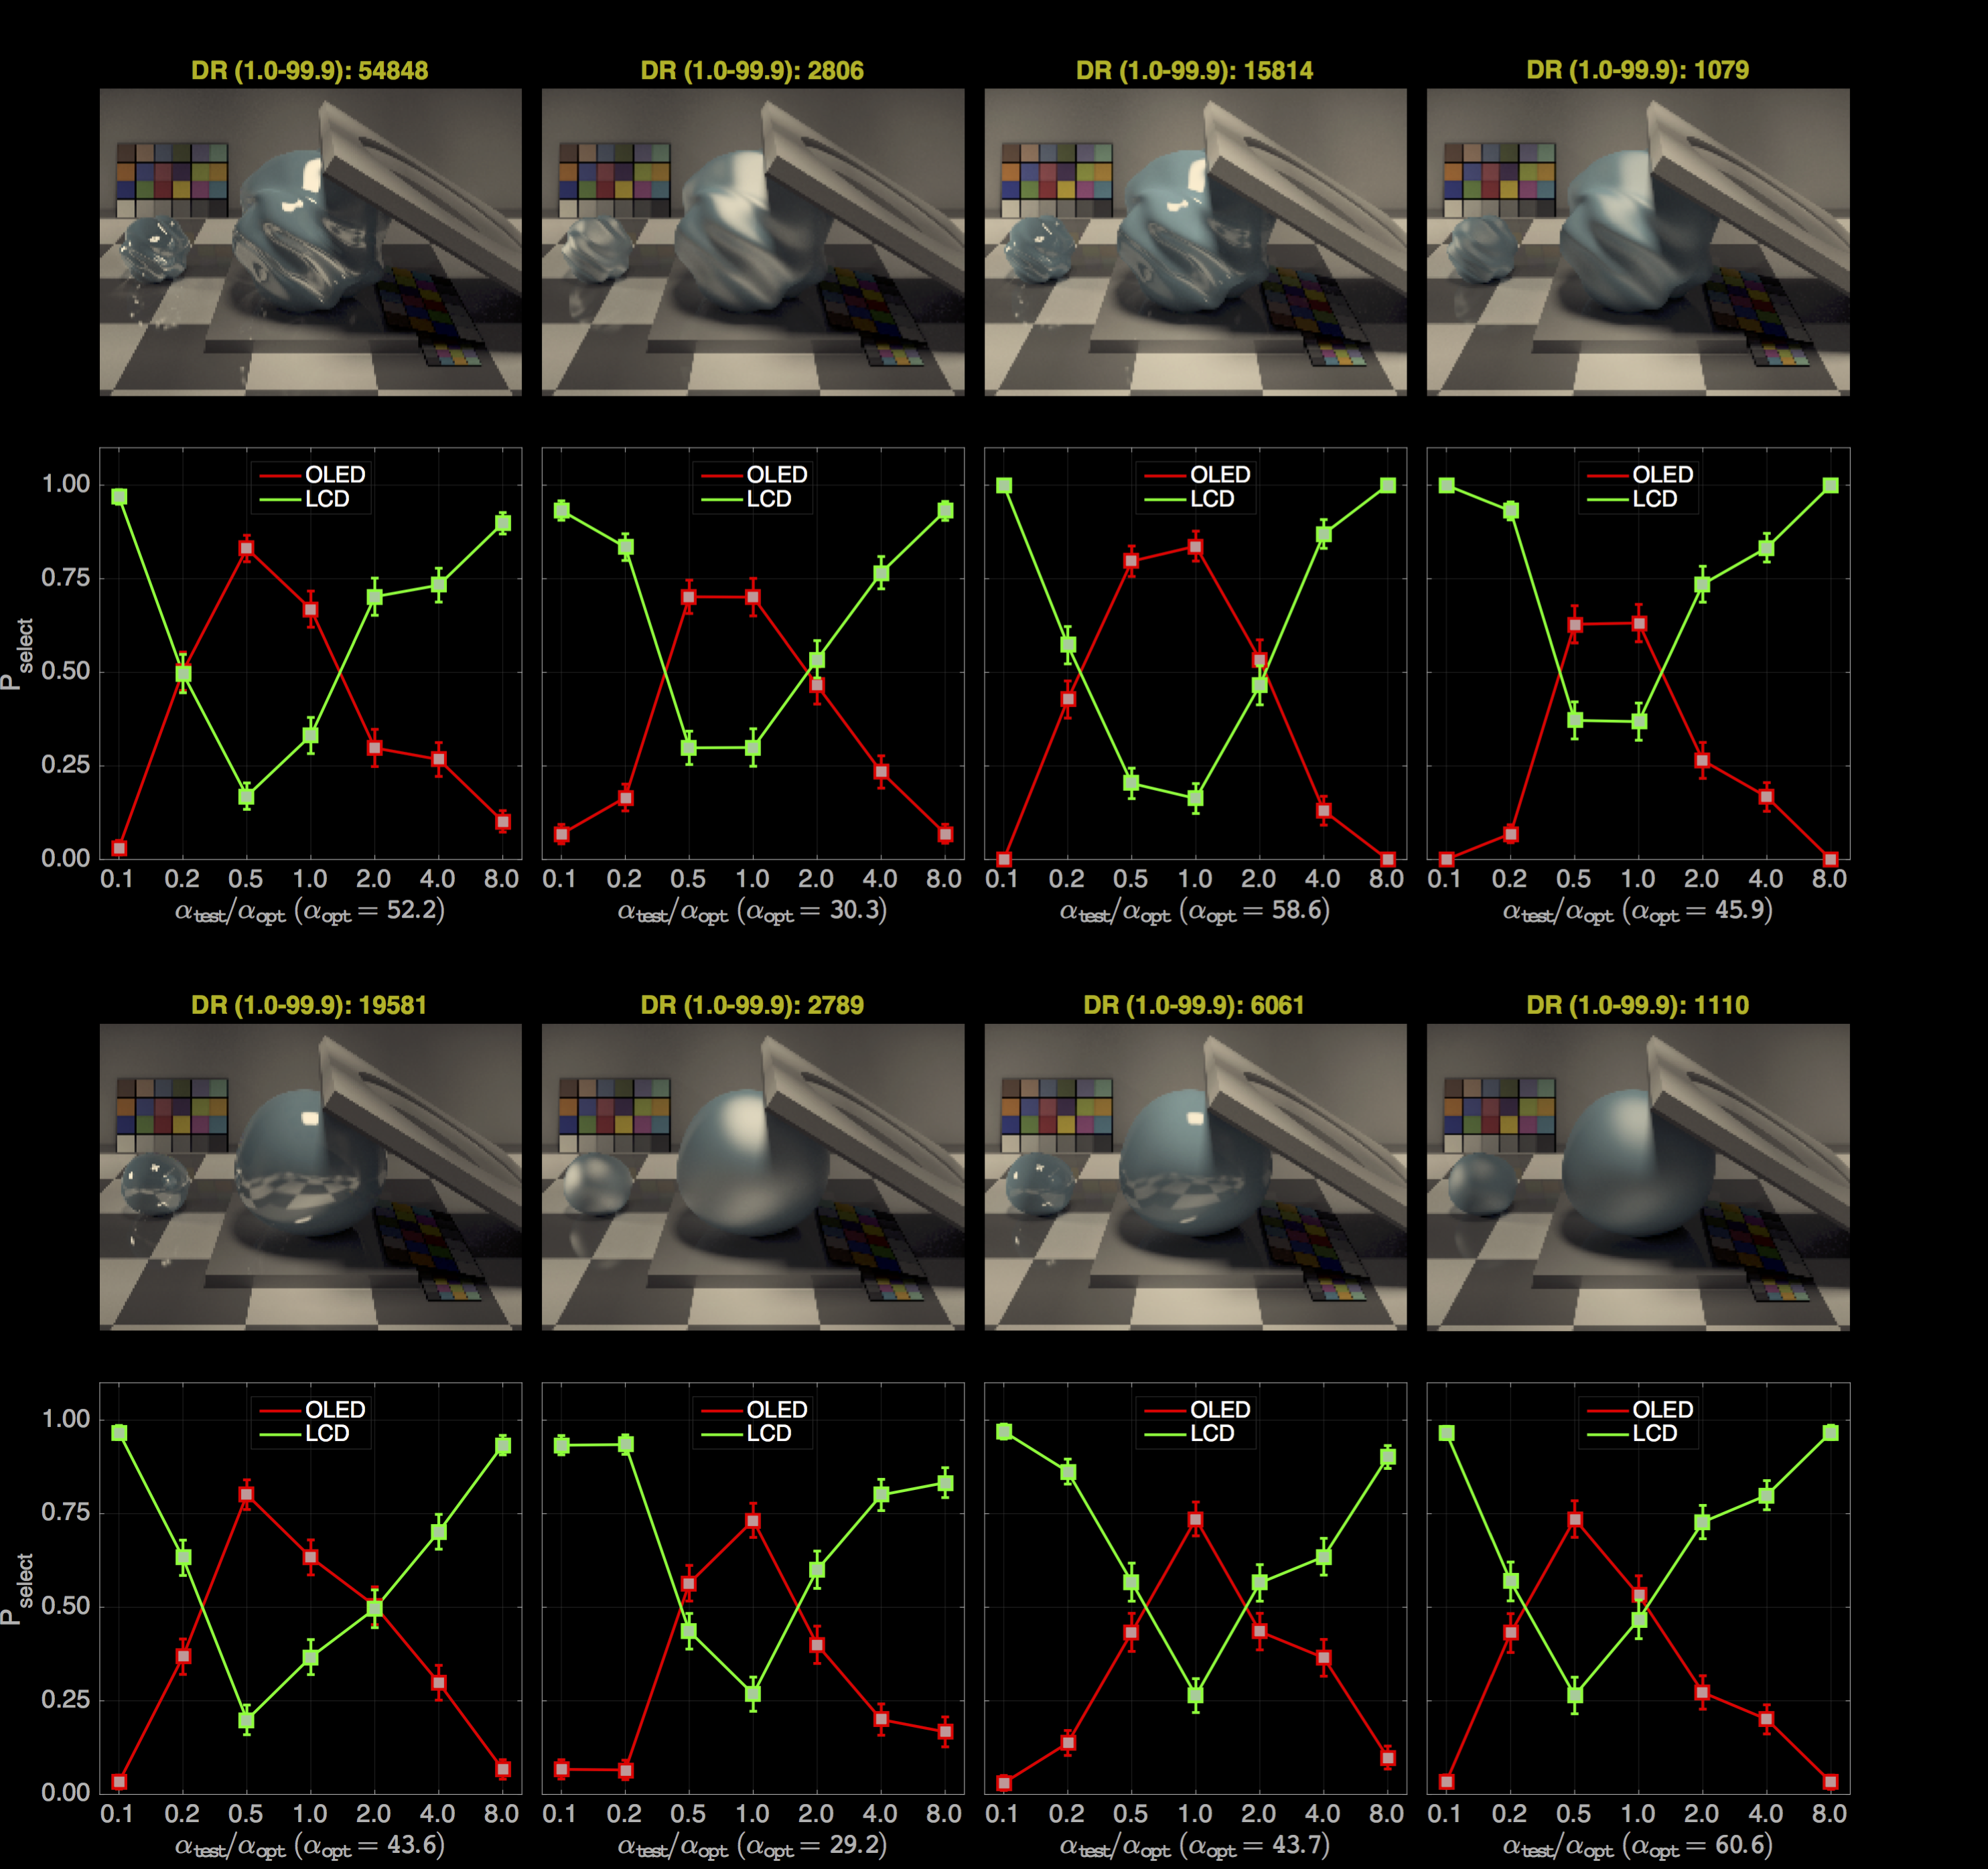 DR (1.0-99.9): 54848
DR (1.0-99.9): 2806
DR (1.0-99.9): 15814
DR (1.0-99.9): 1079
OLED
LCD
OLED
LCD
OLED
LCD
OLED
LCD
1.00
0.75
0.50
0.25
0.00
P select
0.1 0.2 0.5 1.0 2.0 4.0 8.0
0.1 0.2 0.5 1.0 2.0 4.0 8.0
0.1 0.2 0.5 1.0 2.0 4.0 8.0
0.1 0.2 0.5 1.0 2.0 4.0 8.0
αtest/αopt (αopt = 52.2)
αtest/αopt (αopt = 30.3)
αtest/αopt (αopt = 58.6)
αtest/αopt (αopt = 45.9)
DR (1.0-99.9): 19581
DR (1.0-99.9): 2789
DR (1.0-99.9): 6061
DR (1.0-99.9): 1110
OLED
LCD
OLED
LCD
OLED
LCD
OLED
LCD
1.00
0.75
0.50
0.25
0.00
P select
0.1 0.2 0.5 1.0 2.0 4.0 8.0
0.1 0.2 0.5 1.0 2.0 4.0 8.0
0.1 0.2 0.5 1.0 2.0 4.0 8.0
0.1 0.2 0.5 1.0 2.0 4.0 8.0
αtest/αopt (αopt = 43.6)
αtest/αopt (αopt = 29.2)
αtest/αopt (αopt = 43.7)
αtest/αopt (αopt = 60.6)